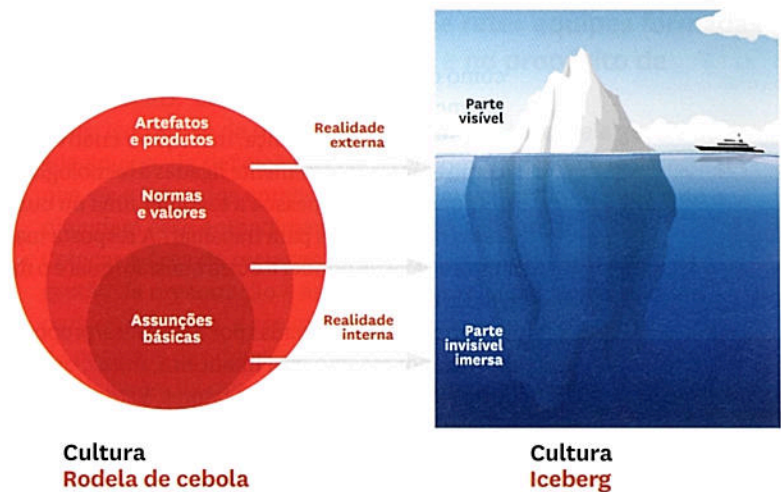 Artefatos
e produtos
Normas
e valores
Assunções
básicas
Realidade
externa
Realidade
interna
Parte
visível
Parte
invisível
imersa
Cultura
Rodela de cebola
Cultura
Iceberg